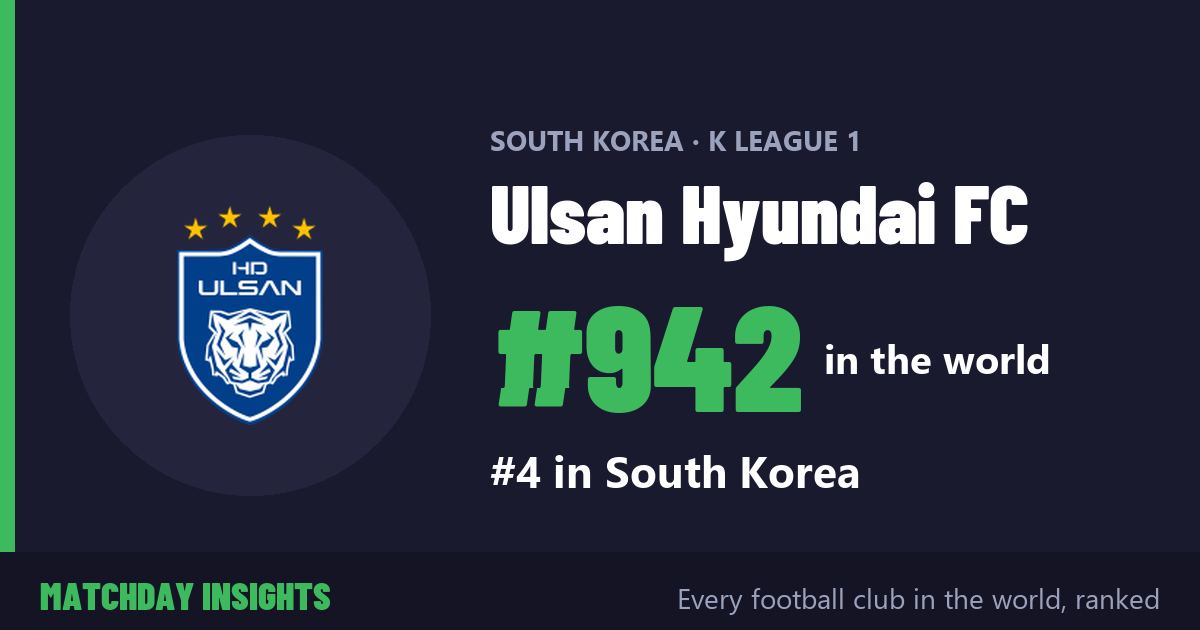 SOUTH KOREA · K LEAGUE 1
Ulsan Hyundai FC
HD
ULSAN
#942 in the world
#4 in South Korea
MATCHDAY INSIGHTS
Every football club in the world, ranked